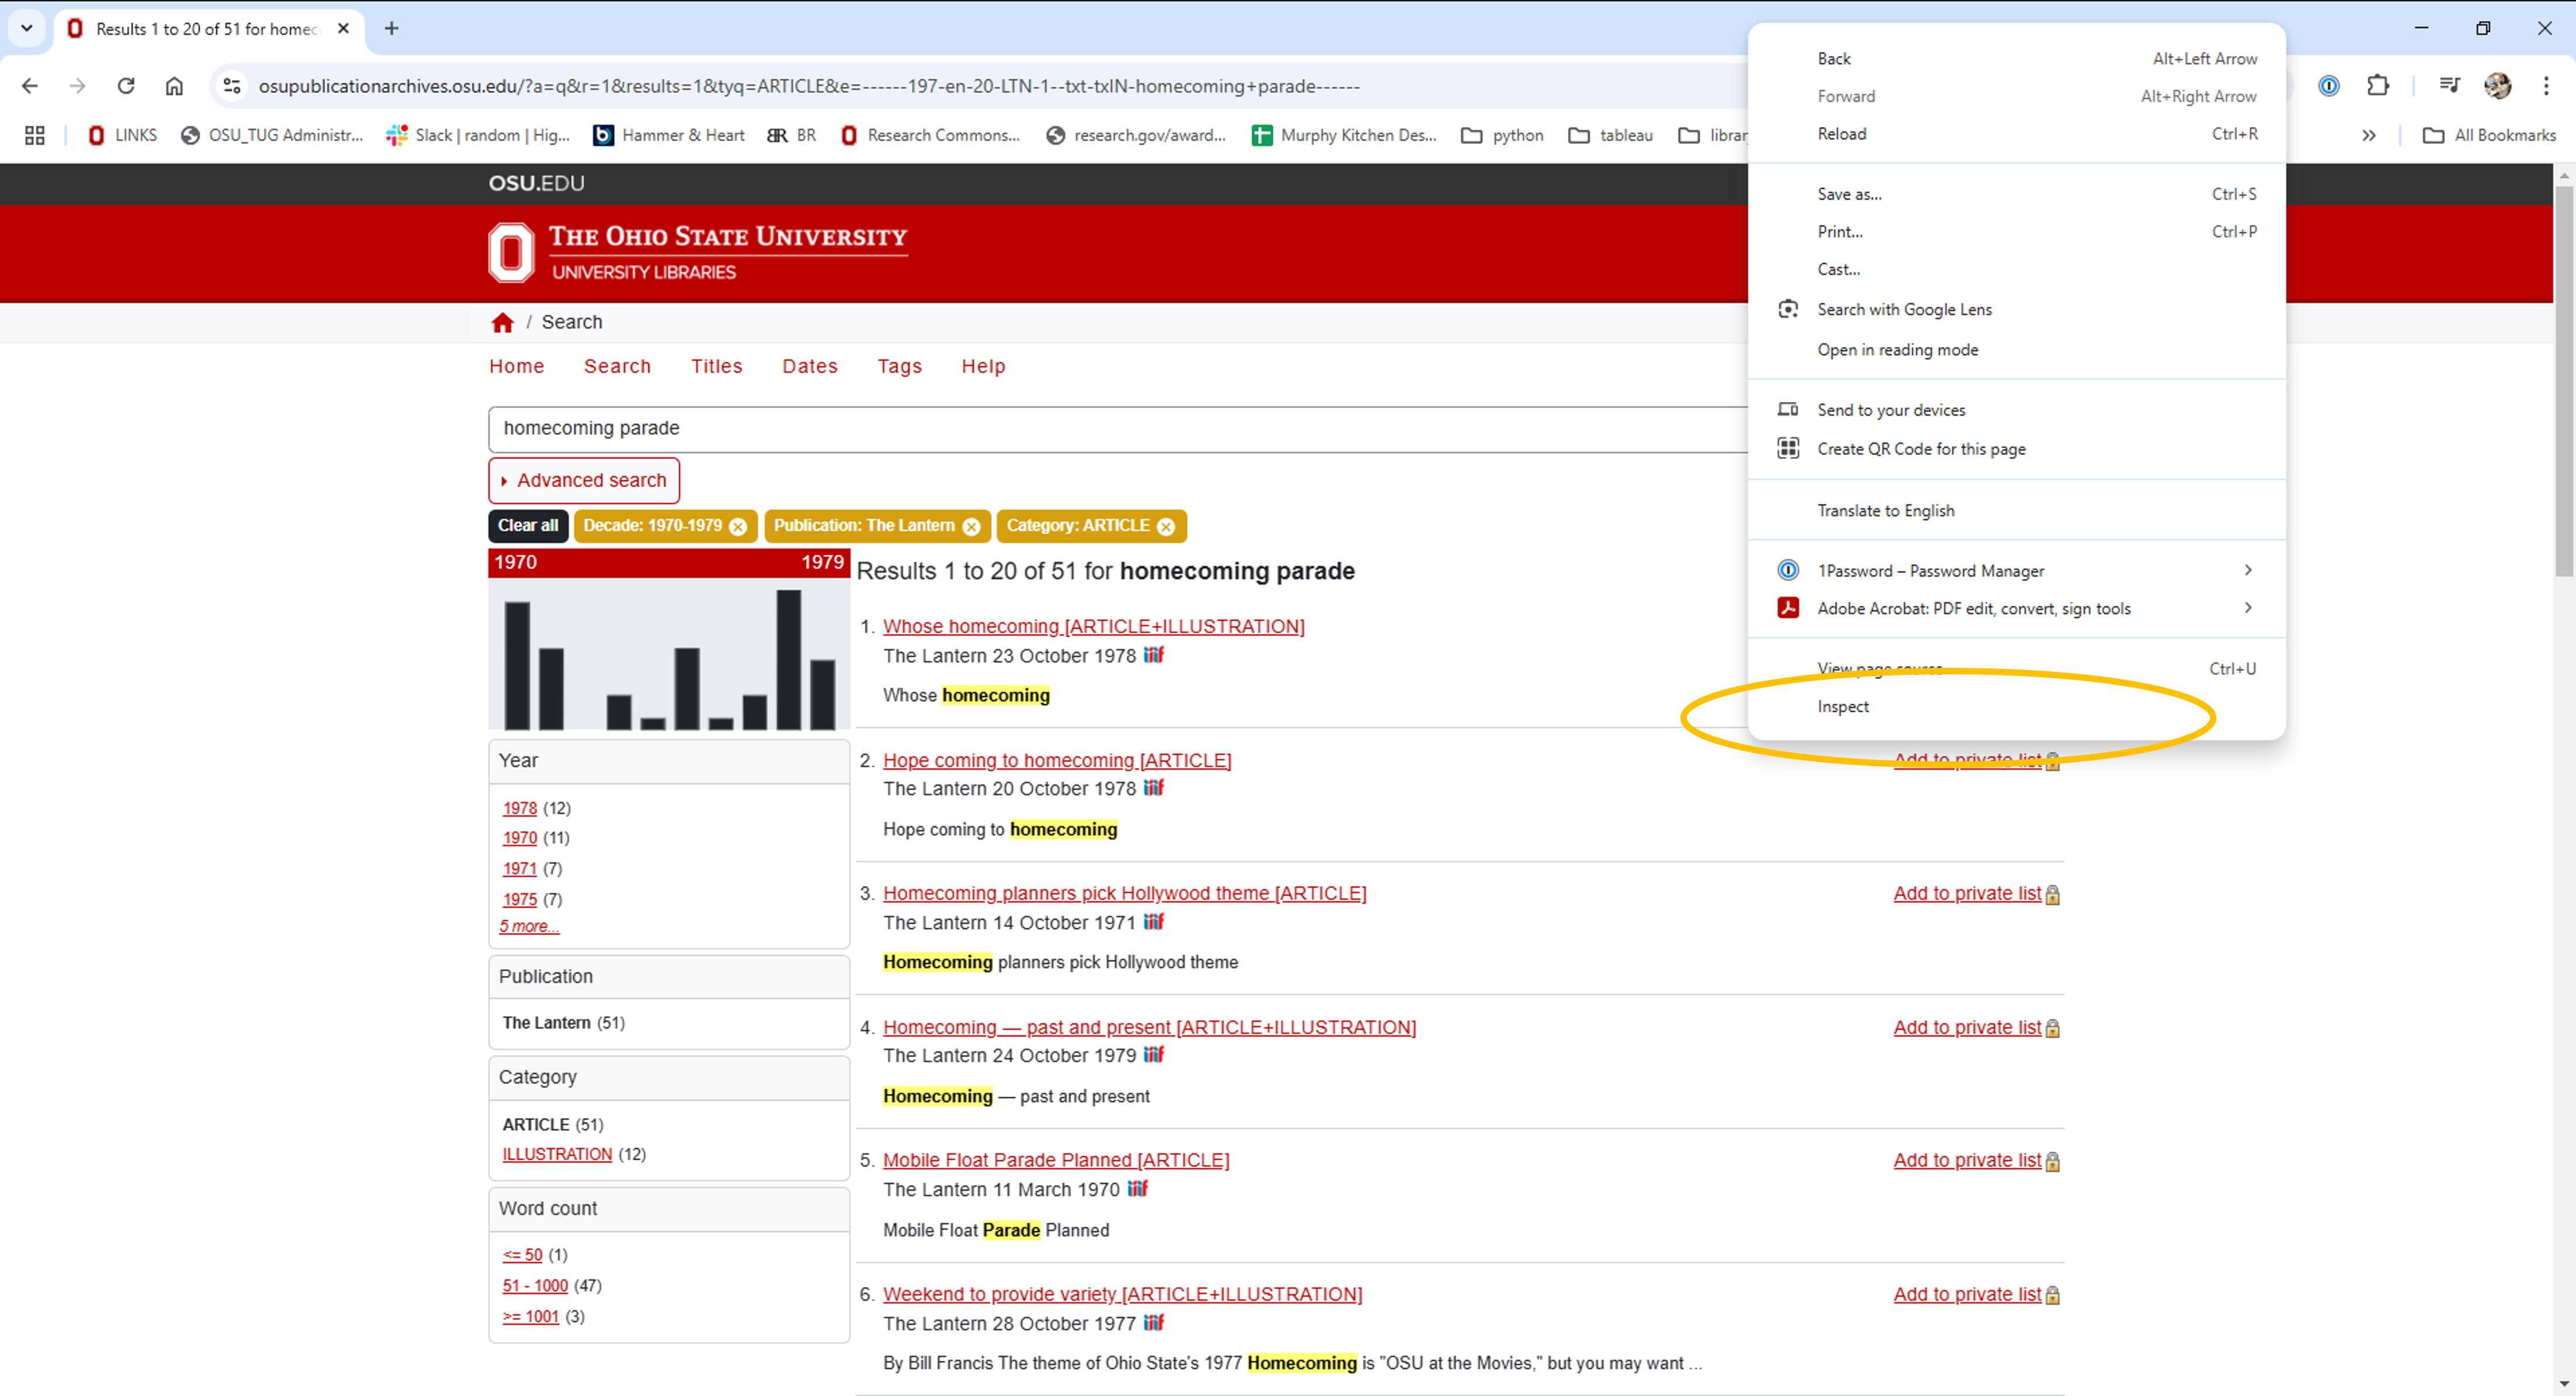 Results 1 to 20 of 51 for homec
osupublicationarchives.osu.edu/?a=q&r=1&results=1&tyq=ARTICLE&e=------197-en-20-LTN-1--txt-txIN-homecoming+parade------
LINKS
OSU_TUG Administr...
Slack | random | Hig...
Hammer & Heart
BR
Research Commons...
research.gov/award...
Murphy Kitchen Des...
python
tableau
librar
»
All Bookmarks
OSU.EDU
THE OHIO STATE UNIVERSITY
UNIVERSITY LIBRARIES
/ Search
Home Search Titles Dates Tags Help
homecoming parade
Advanced search
Clear all
Decade: 1970-1979
Publication: The Lantern
Category: ARTICLE
1970 1979
Year
1978 (12)
1970 (11)
1971 (7)
1975 (7)
5 more...
Publication
The Lantern (51)
Category
ARTICLE (51)
ILLUSTRATION (12)
Word count
<= 50 (1)
51 - 1000 (47)
>= 1001 (3)
Results 1 to 20 of 51 for homecoming parade
1. Whose homecoming [ARTICLE+ILLUSTRATION]
The Lantern 23 October 1978 iiif
Whose homecoming
2. Hope coming to homecoming [ARTICLE]
Add to private list
The Lantern 20 October 1978 iiif
Hope coming to homecoming
3. Homecoming planners pick Hollywood theme [ARTICLE]
Add to private list
The Lantern 14 October 1971 iiif
Homecoming planners pick Hollywood theme
4. Homecoming — past and present [ARTICLE+ILLUSTRATION]
Add to private list
The Lantern 24 October 1979 iiif
Homecoming — past and present
5. Mobile Float Parade Planned [ARTICLE]
Add to private list
The Lantern 11 March 1970 iiif
Mobile Float Parade Planned
6. Weekend to provide variety [ARTICLE+ILLUSTRATION]
Add to private list
The Lantern 28 October 1977 iiif
By Bill Francis The theme of Ohio State's 1977 Homecoming is "OSU at the Movies," but you may want ...
Back Alt+Left Arrow
Forward Alt+Right Arrow
Reload Ctrl+R
Save as... Ctrl+S
Print... Ctrl+P
Cast...
Search with Google Lens
Open in reading mode
Send to your devices
Create QR Code for this page
Translate to English
1Password – Password Manager
Adobe Acrobat: PDF edit, convert, sign tools
View page source Ctrl+U
Inspect